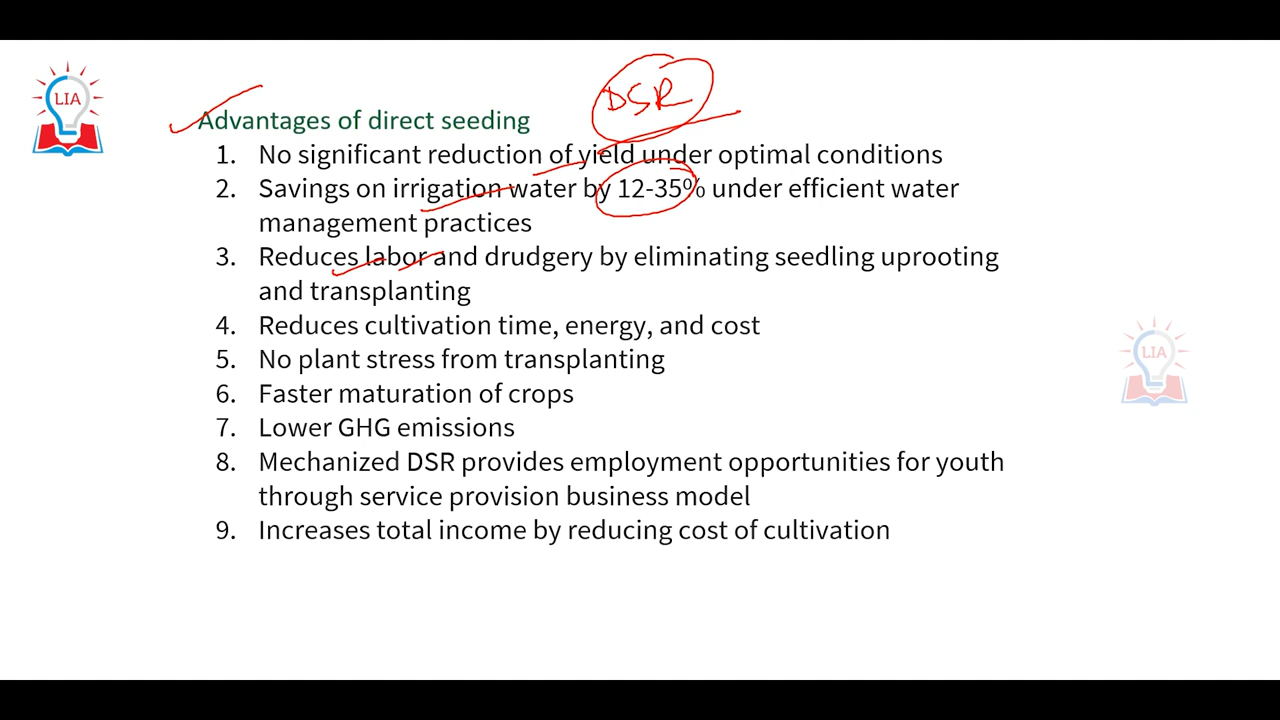 LIA
DSR
Advantages of direct seeding
1. No significant reduction of yield under optimal conditions
2. Savings on irrigation water by 12-35% under efficient water
management practices
3. Reduces labor and drudgery by eliminating seedling uprooting
and transplanting
4. Reduces cultivation time, energy, and cost
5. No plant stress from transplanting
LIA
6. Faster maturation of crops
7. Lower GHG emissions
8. Mechanized DSR provides employment opportunities for youth
through service provision business model
9. Increases total income by reducing cost of cultivation